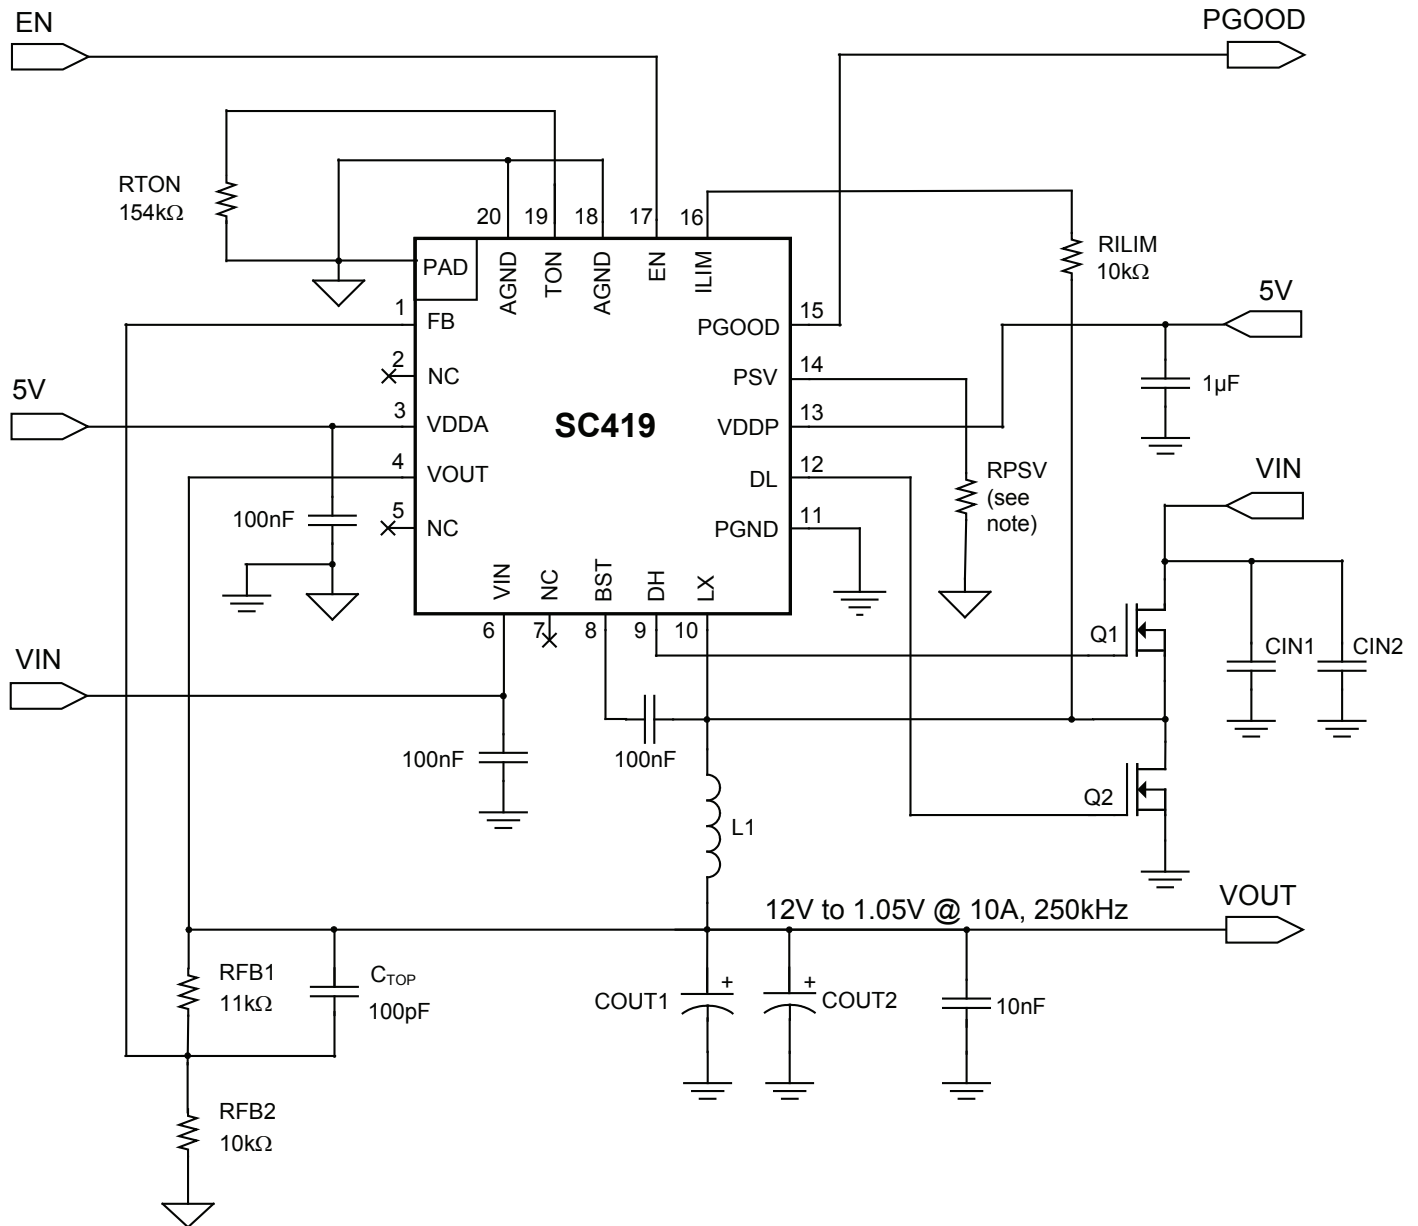 EN
PGOOD
RTON
154kΩ
20
19
18
17
16
PAD
AGND
TON
AGND
EN
ILIM
RILIM
10kΩ
1
FB
PGOOD
15
5V
2
NC
PSV
14
1µF
5V
3
VDDA
SC419
VDDP
13
4
VOUT
DL
12
RPSV
(see
note)
VIN
100nF
5
NC
PGND
11
VIN
NC
BST
DH
LX
6
7
8
9
10
Q1
CIN1
CIN2
VIN
100nF
100nF
Q2
L1
12V to 1.05V @ 10A, 250kHz
VOUT
RFB1
11kΩ
CTOP
100pF
COUT1
+
+
COUT2
10nF
RFB2
10kΩ